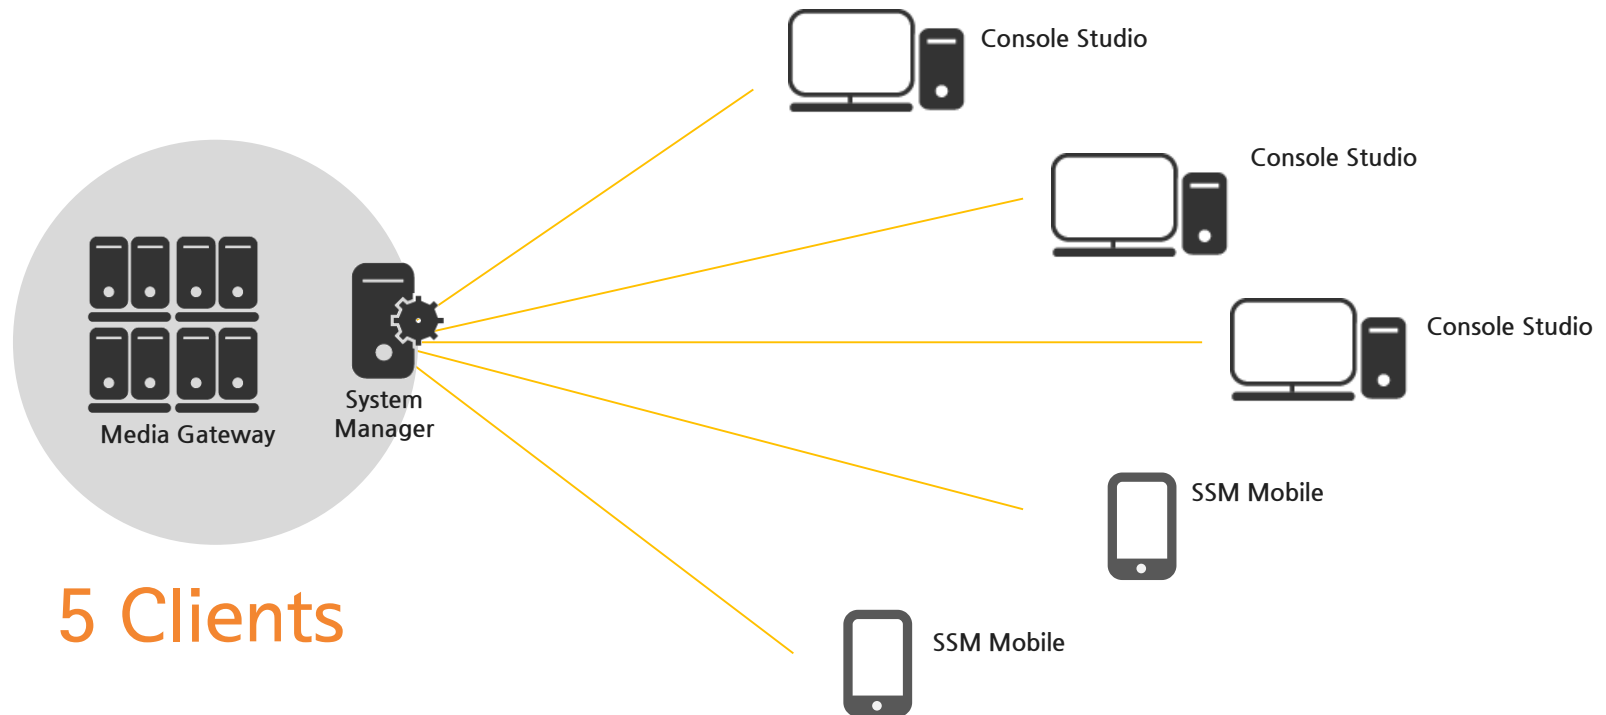 Console Studio
Console Studio
Console Studio
System
Manager
Media Gateway
SSM Mobile
5 Clients
SSM Mobile